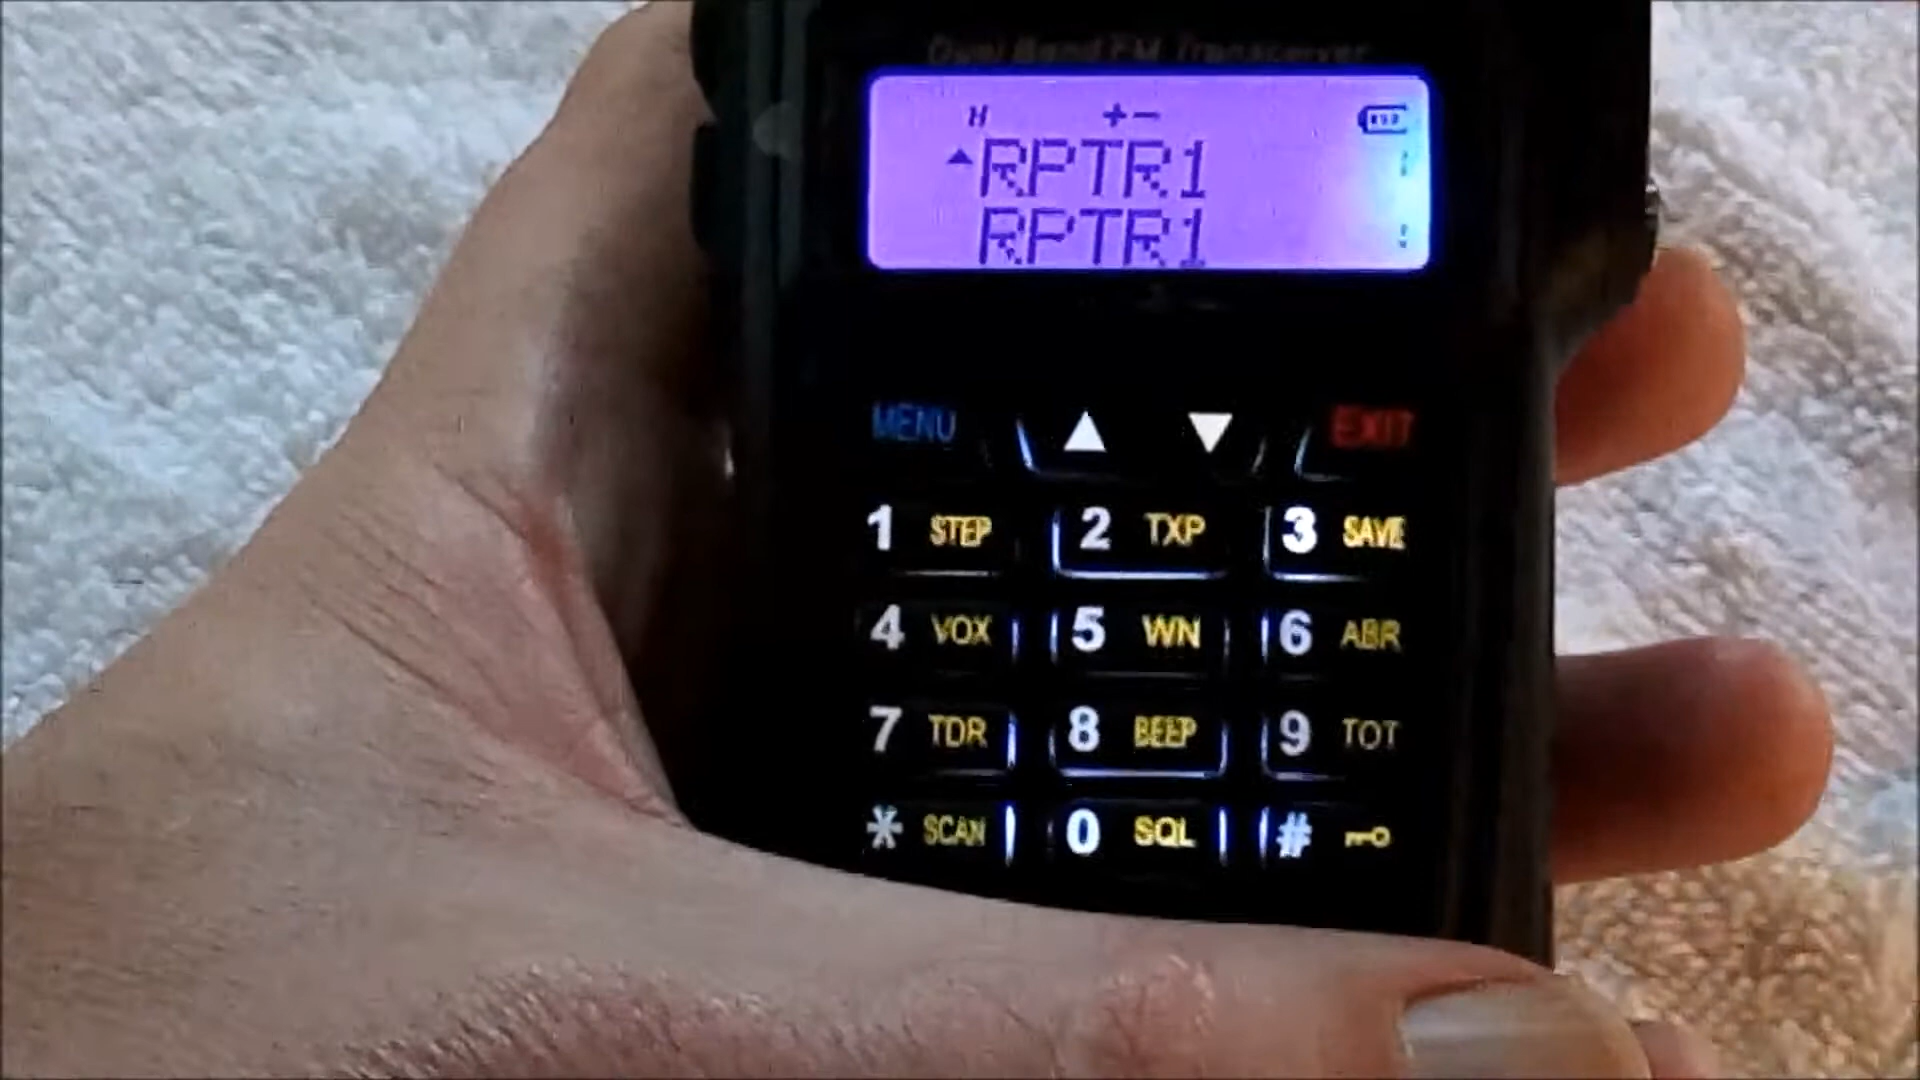 Dual Band FM Transceiver
H +-
RPTR1
RPTR1
MENU EXIT
1 STEP 2 TXP 3 SAVE
4 VOX 5 WN 6 ABR
7 TDR 8 BEEP 9 TOT
* SCAN 0 SQL #